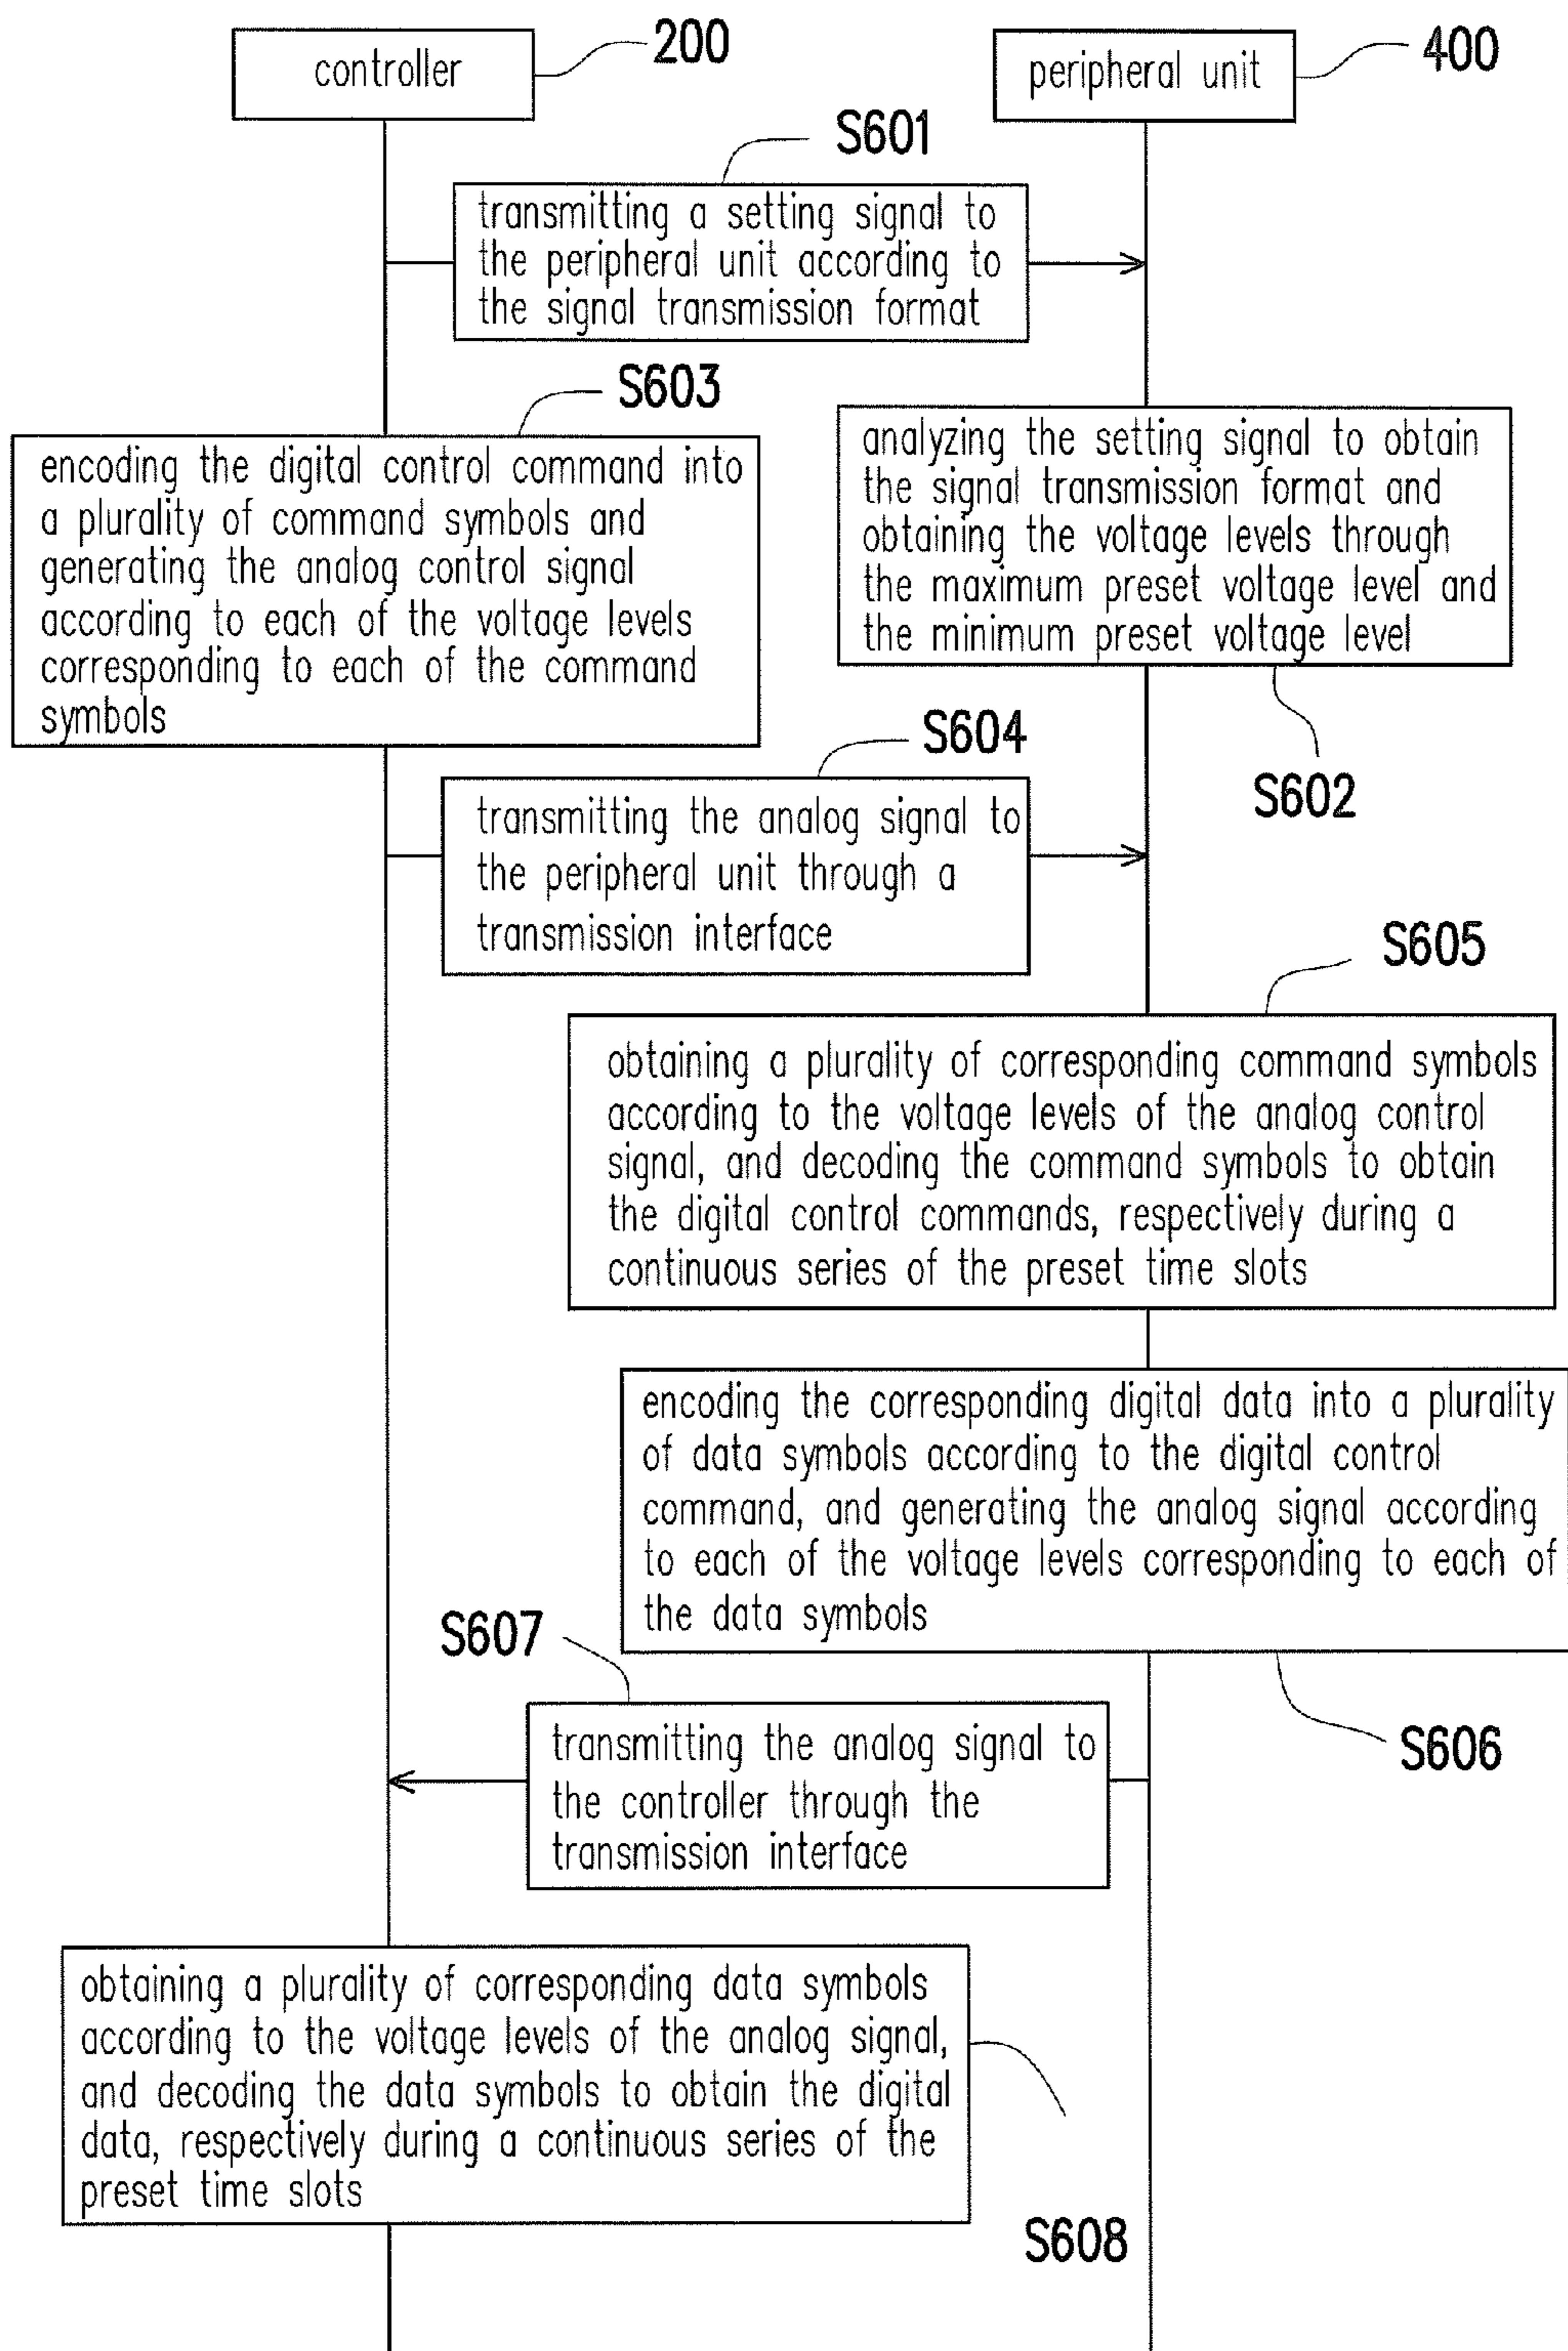 controller
200
peripheral unit
400
S601
transmitting a setting signal to
the peripheral unit according to
the signal transmission format
S603
encoding the digital control command into
a plurality of command symbols and
generating the analog control signal
according to each of the voltage levels
corresponding to each of the command
symbols
analyzing the setting signal to obtain
the signal transmission format and
obtaining the voltage levels through
the maximum preset voltage level and
the minimum preset voltage level
S602
S604
transmitting the analog signal to
the peripheral unit through a
transmission interface
S605
obtaining a plurality of corresponding command symbols
according to the voltage levels of the analog control
signal, and decoding the command symbols to obtain
the digital control commands, respectively during a
continuous series of the preset time slots
encoding the corresponding digital data into a plurality
of data symbols according to the digital control
command, and generating the analog signal according
to each of the voltage levels corresponding to each of
the data symbols
S606
S607
transmitting the analog signal to
the controller through the
transmission interface
obtaining a plurality of corresponding data symbols
according to the voltage levels of the analog signal,
and decoding the data symbols to obtain the digital
data, respectively during a continuous series of the
preset time slots
S608